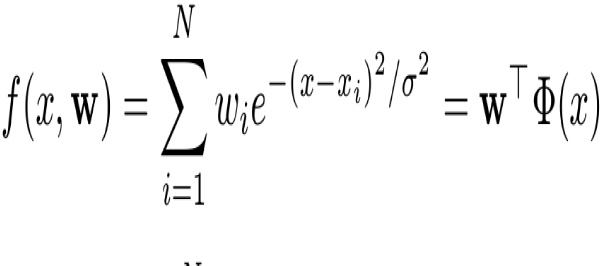 f(x, 𝐰) = ∑_{i=1}^{N} w_i e^{-(x-x_i)^2/σ^2} = 𝐰^⊤Φ(x)